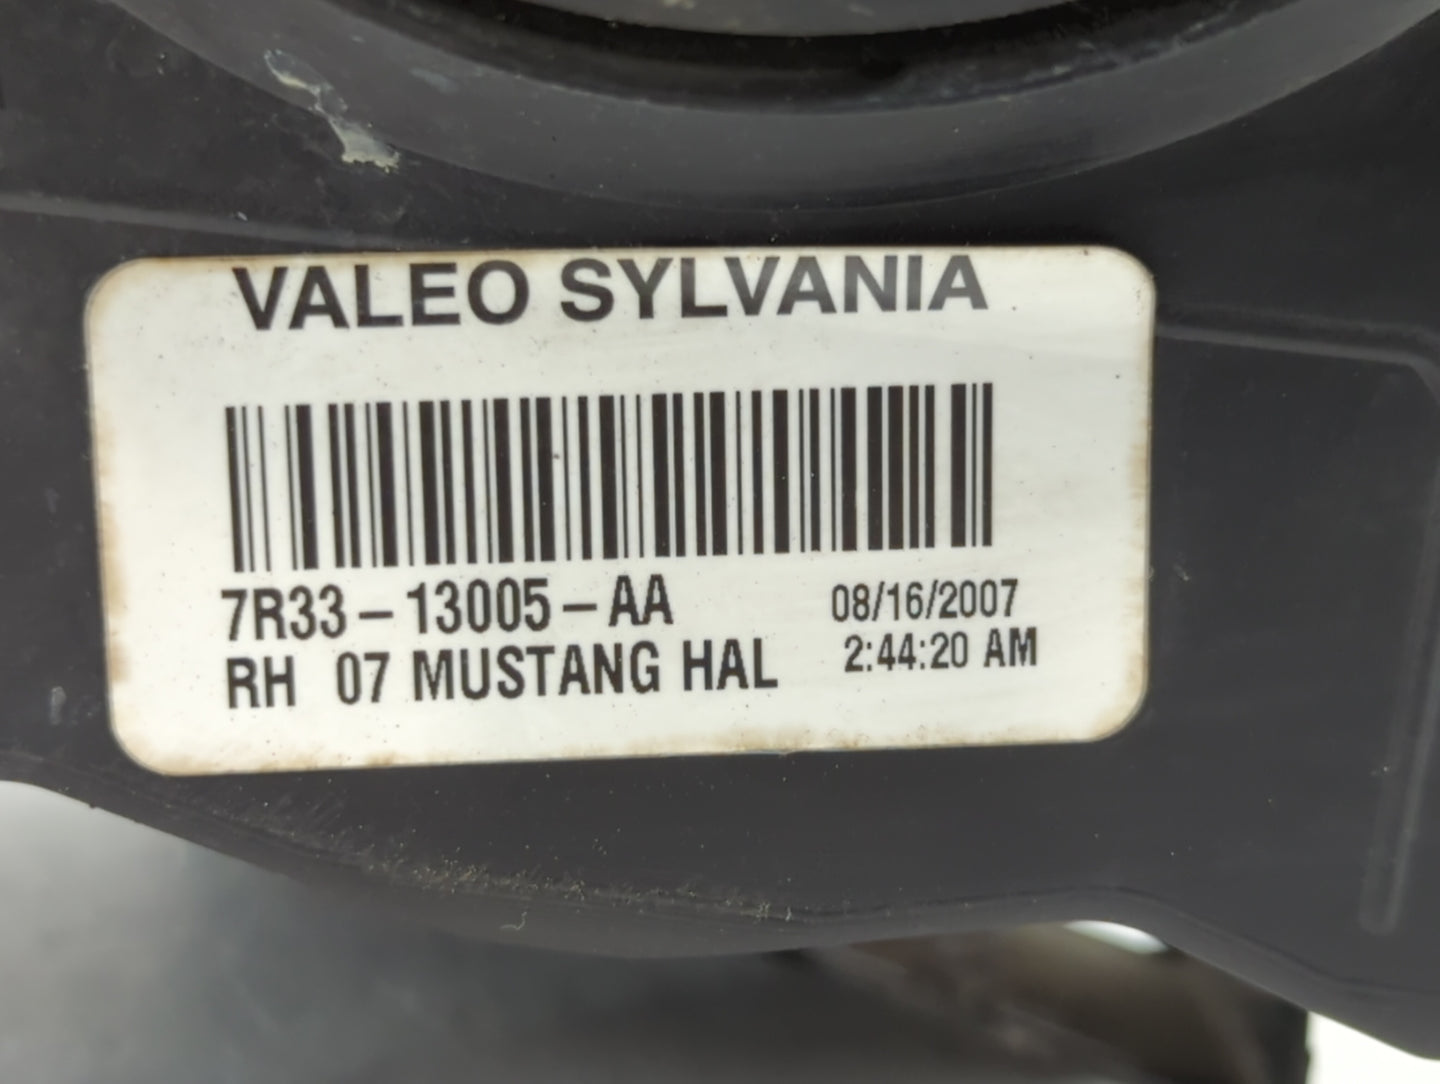 VALEO SYLVANIA
7R33-13005-AA 08/16/2007
RH 07 MUSTANG HAL 2:44:20 AM